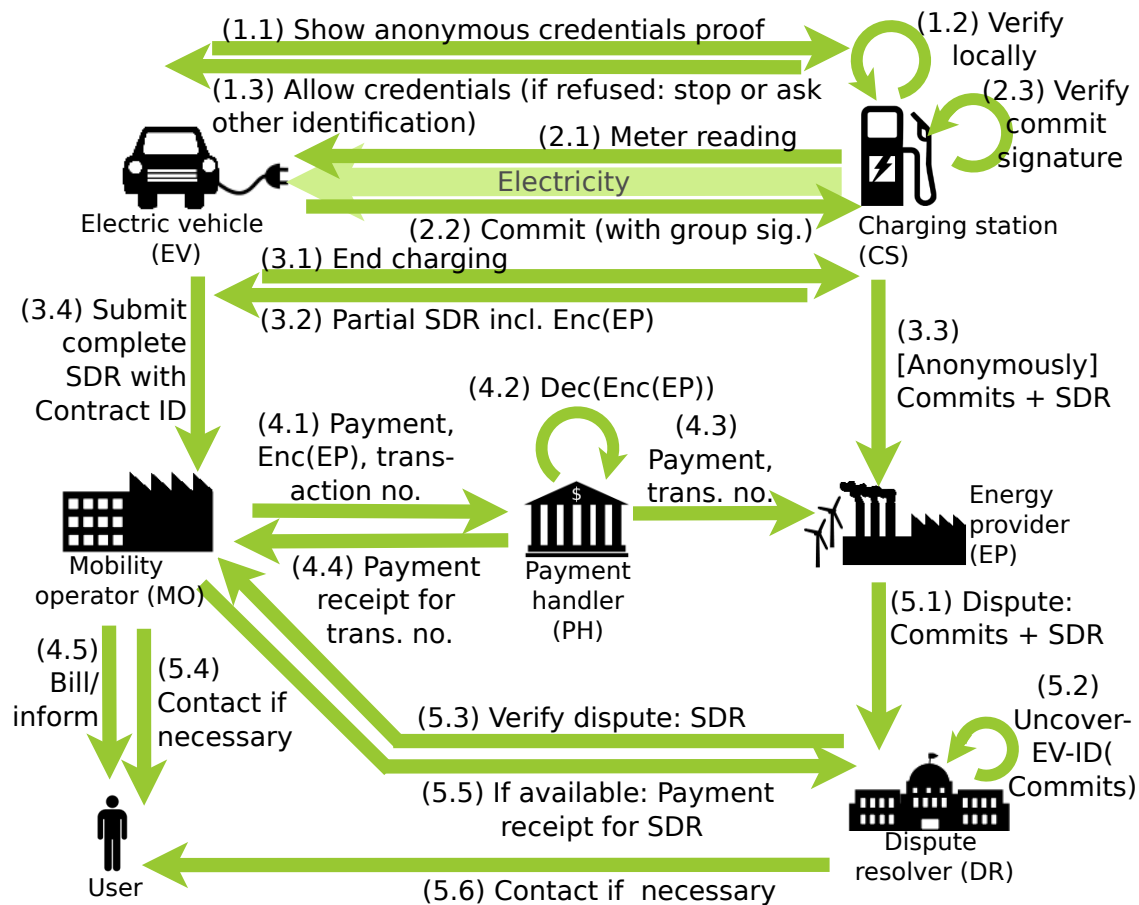 (1.1) Show anonymous credentials proof
(1.2) Verify
locally
(1.3) Allow credentials (if refused: stop or ask
other identification)
(2.3) Verify
commit
signature
(2.1) Meter reading
Electricity
(2.2) Commit (with group sig.)
Electric vehicle
(EV)
Charging station
(CS)
(3.1) End charging
(3.2) Partial SDR incl. Enc(EP)
(3.4) Submit
complete
SDR with
Contract ID
(3.3)
[Anonymously]
Commits + SDR
(4.1) Payment,
Enc(EP), trans-
action no.
(4.2) Dec(Enc(EP))
(4.3)
Payment,
trans. no.
$
Mobility
operator (MO)
(4.4) Payment
receipt for
trans. no.
Payment
handler
(PH)
Energy
provider
(EP)
(5.1) Dispute:
Commits + SDR
(4.5)
Bill/
inform
(5.4)
Contact if
necessary
(5.3) Verify dispute: SDR
(5.2)
Uncover-
EV-ID(
Commits)
(5.5) If available: Payment
receipt for SDR
Dispute
resolver (DR)
User
(5.6) Contact if necessary